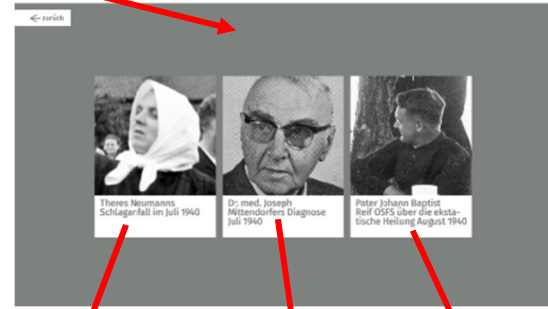 ← zurück
Theres Neumanns
Schlaganfall im Juli 1940
Dr. med. Joseph
Mittendorfers Diagnose
Juli 1940
Pater Johann Baptist
Reif OSFS über die eksta-
tische Heilung August 1940